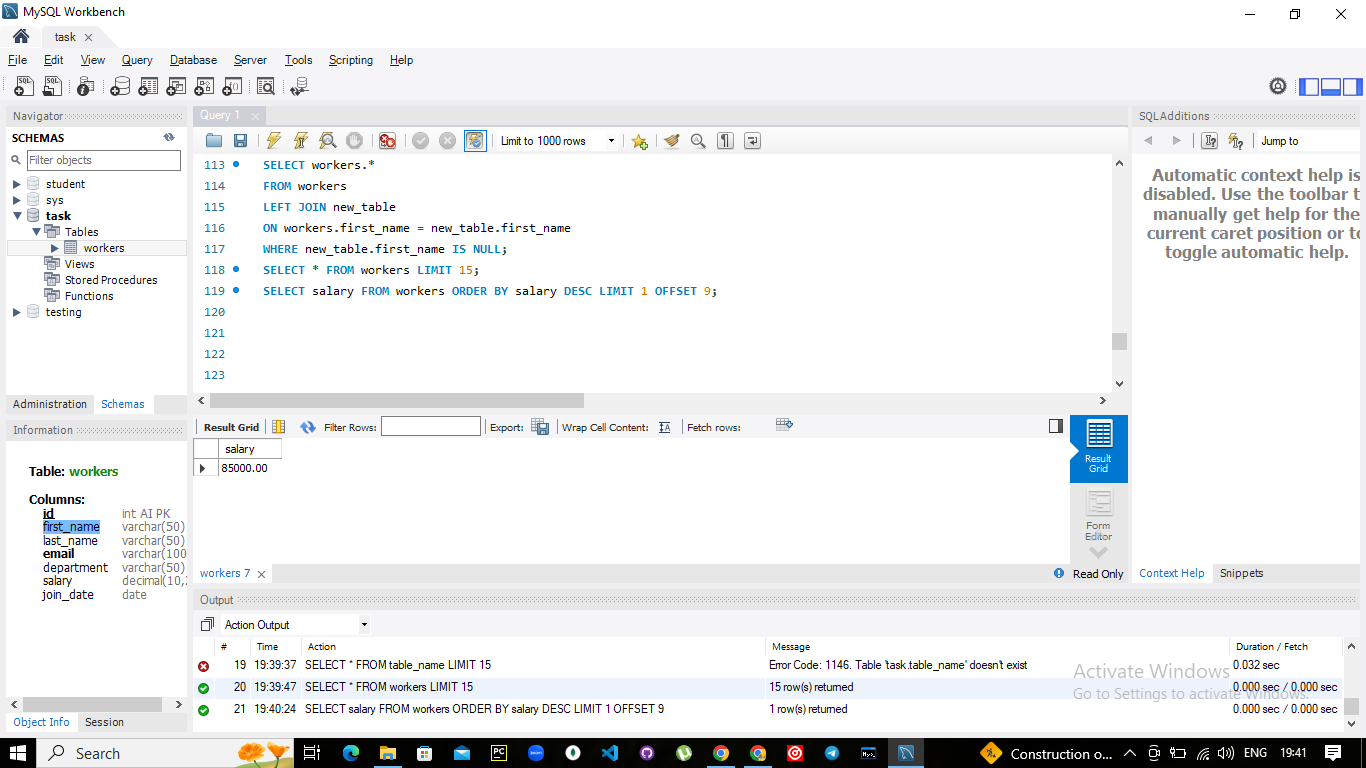 MySQL Workbench
task
File Edit View Query Database Server Tools Scripting Help
Navigator
SCHEMAS
Filter objects
student
sys
task
Tables
workers
Views
Stored Procedures
Functions
testing
Administration Schemas
Information
Table: workers
Columns:
id int AI PK
first_name varchar(50)
last_name varchar(50)
email varchar(100
department varchar(50)
salary decimal(10,
join_date date
Object Info Session
Query 1
Limit to 1000 rows
113 SELECT workers.*
114 FROM workers
115 LEFT JOIN new_table
116 ON workers.first_name = new_table.first_name
117 WHERE new_table.first_name IS NULL;
118 SELECT * FROM workers LIMIT 15;
119 SELECT salary FROM workers ORDER BY salary DESC LIMIT 1 OFFSET 9;
120
121
122
123
Result Grid Filter Rows: Export: Wrap Cell Content: Fetch rows:
salary
85000.00
Result
Grid
Form
Editor
workers 7
Read Only
SQLAdditions
Jump to
Automatic context help is
disabled. Use the toolbar t
manually get help for the
current caret position or to
toggle automatic help.
Context Help Snippets
Output
Action Output
# Time Action Message Duration / Fetch
19 19:39:37 SELECT * FROM table_name LIMIT 15 Error Code: 1146. Table 'task.table_name' doesn't exist 0.032 sec
20 19:39:47 SELECT * FROM workers LIMIT 15 15 row(s) returned 0.000 sec / 0.000 sec
21 19:40:24 SELECT salary FROM workers ORDER BY salary DESC LIMIT 1 OFFSET 9 1 row(s) returned 0.000 sec / 0.000 sec
Activate Windows
Go to Settings to activate Windows.
Search
Construction o... ENG 19:41